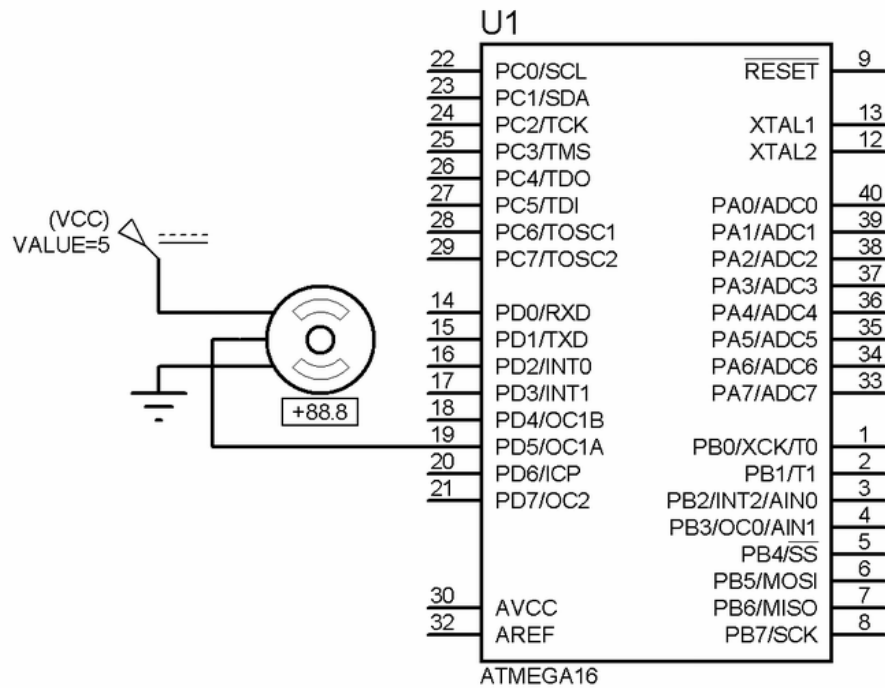 U1
22 PC0/SCL RESET 9
23 PC1/SDA
24 PC2/TCK XTAL1 13
25 PC3/TMS XTAL2 12
26 PC4/TDO
27 PC5/TDI PA0/ADC0 40
(VCC) 28 PC6/TOSC1 PA1/ADC1 39
VALUE=5 29 PC7/TOSC2 PA2/ADC2 38
PA3/ADC3 37
14 PD0/RXD PA4/ADC4 36
15 PD1/TXD PA5/ADC5 35
16 PD2/INT0 PA6/ADC6 34
17 PD3/INT1 PA7/ADC7 33
+88.8 18 PD4/OC1B
19 PD5/OC1A PB0/XCK/T0 1
20 PD6/ICP PB1/T1 2
21 PD7/OC2 PB2/INT2/AIN0 3
PB3/OC0/AIN1 4
PB4/SS 5
PB5/MOSI 6
30 AVCC PB6/MISO 7
32 AREF PB7/SCK 8
ATMEGA16